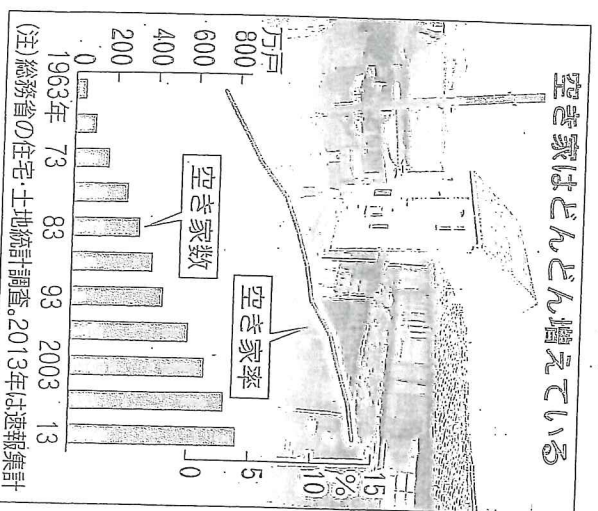 空き家はどんどん増えている
万戸
800
600
400
200
0
空き家率
空き家数
%
15
10
5
0
1963年 73 83 93 2003 13
(注)総務省の住宅・土地統計調査。2013年は速報集計